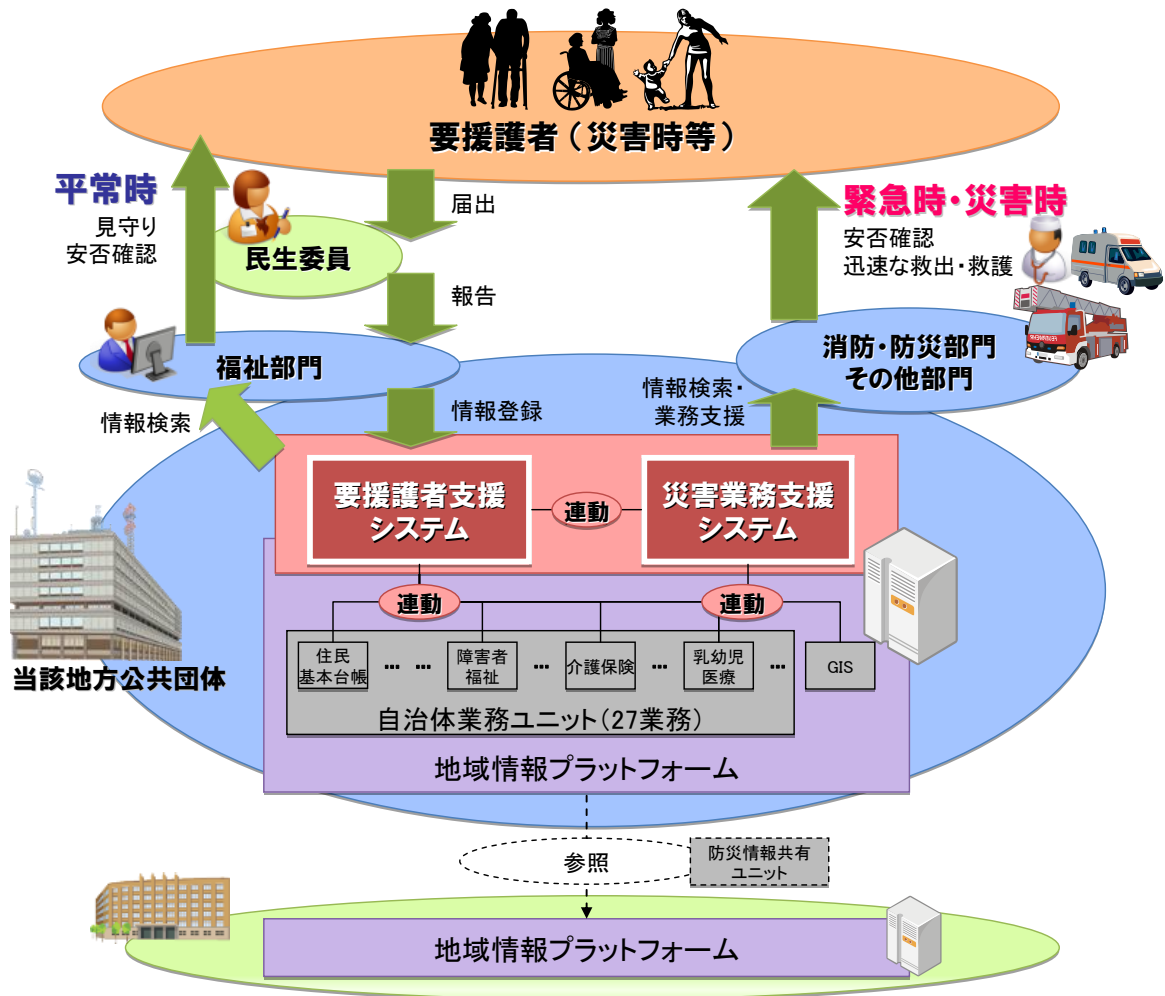 要援護者（災害時等）
平常時
見守り
安否確認
民生委員
届出
報告
緊急時・災害時
安否確認
迅速な救出・救護
福祉部門
消防・防災部門
その他部門
情報検索
情報登録
情報検索・
業務支援
要援護者支援
システム
連動
災害業務支援
システム
連動
連動
当該地方公共団体
住民
基本台帳
… …
障害者
福祉
…
介護保険
…
乳幼児
医療
…
GIS
自治体業務ユニット（27業務）
地域情報プラットフォーム
参照
防災情報共有
ユニット
地域情報プラットフォーム